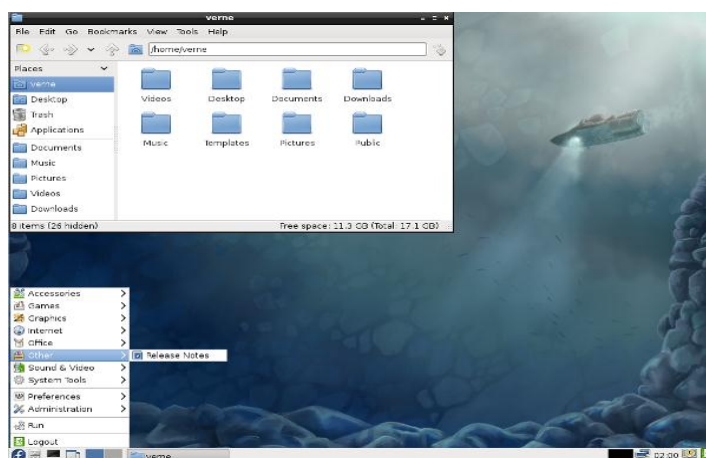 verne
File Edit Go Bookmarks View Tools Help
/home/verne
Places
verne
Desktop
Trash
Applications
Documents
Music
Pictures
Videos
Downloads
Videos Desktop Documents Downloads
Music Templates Pictures Public
8 items (26 hidden) Free space: 11.3 GB (Total: 17.1 GB)
Accessories
Games
Graphics
Internet
Office
Other
Release Notes
Sound & Video
System Tools
Preferences
Administration
Run
Logout
verne
02:00